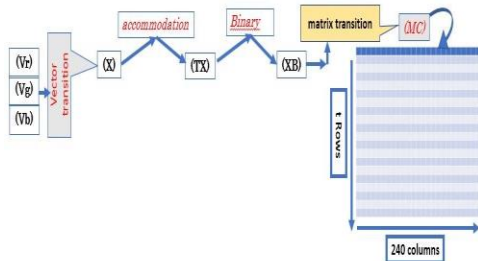 accommodation
Binary
matrix transition
(MC)
(Vr)
(Vg)
(Vb)
Vector
transition
(X)
(TX)
(XB)
t Rows
240 columns